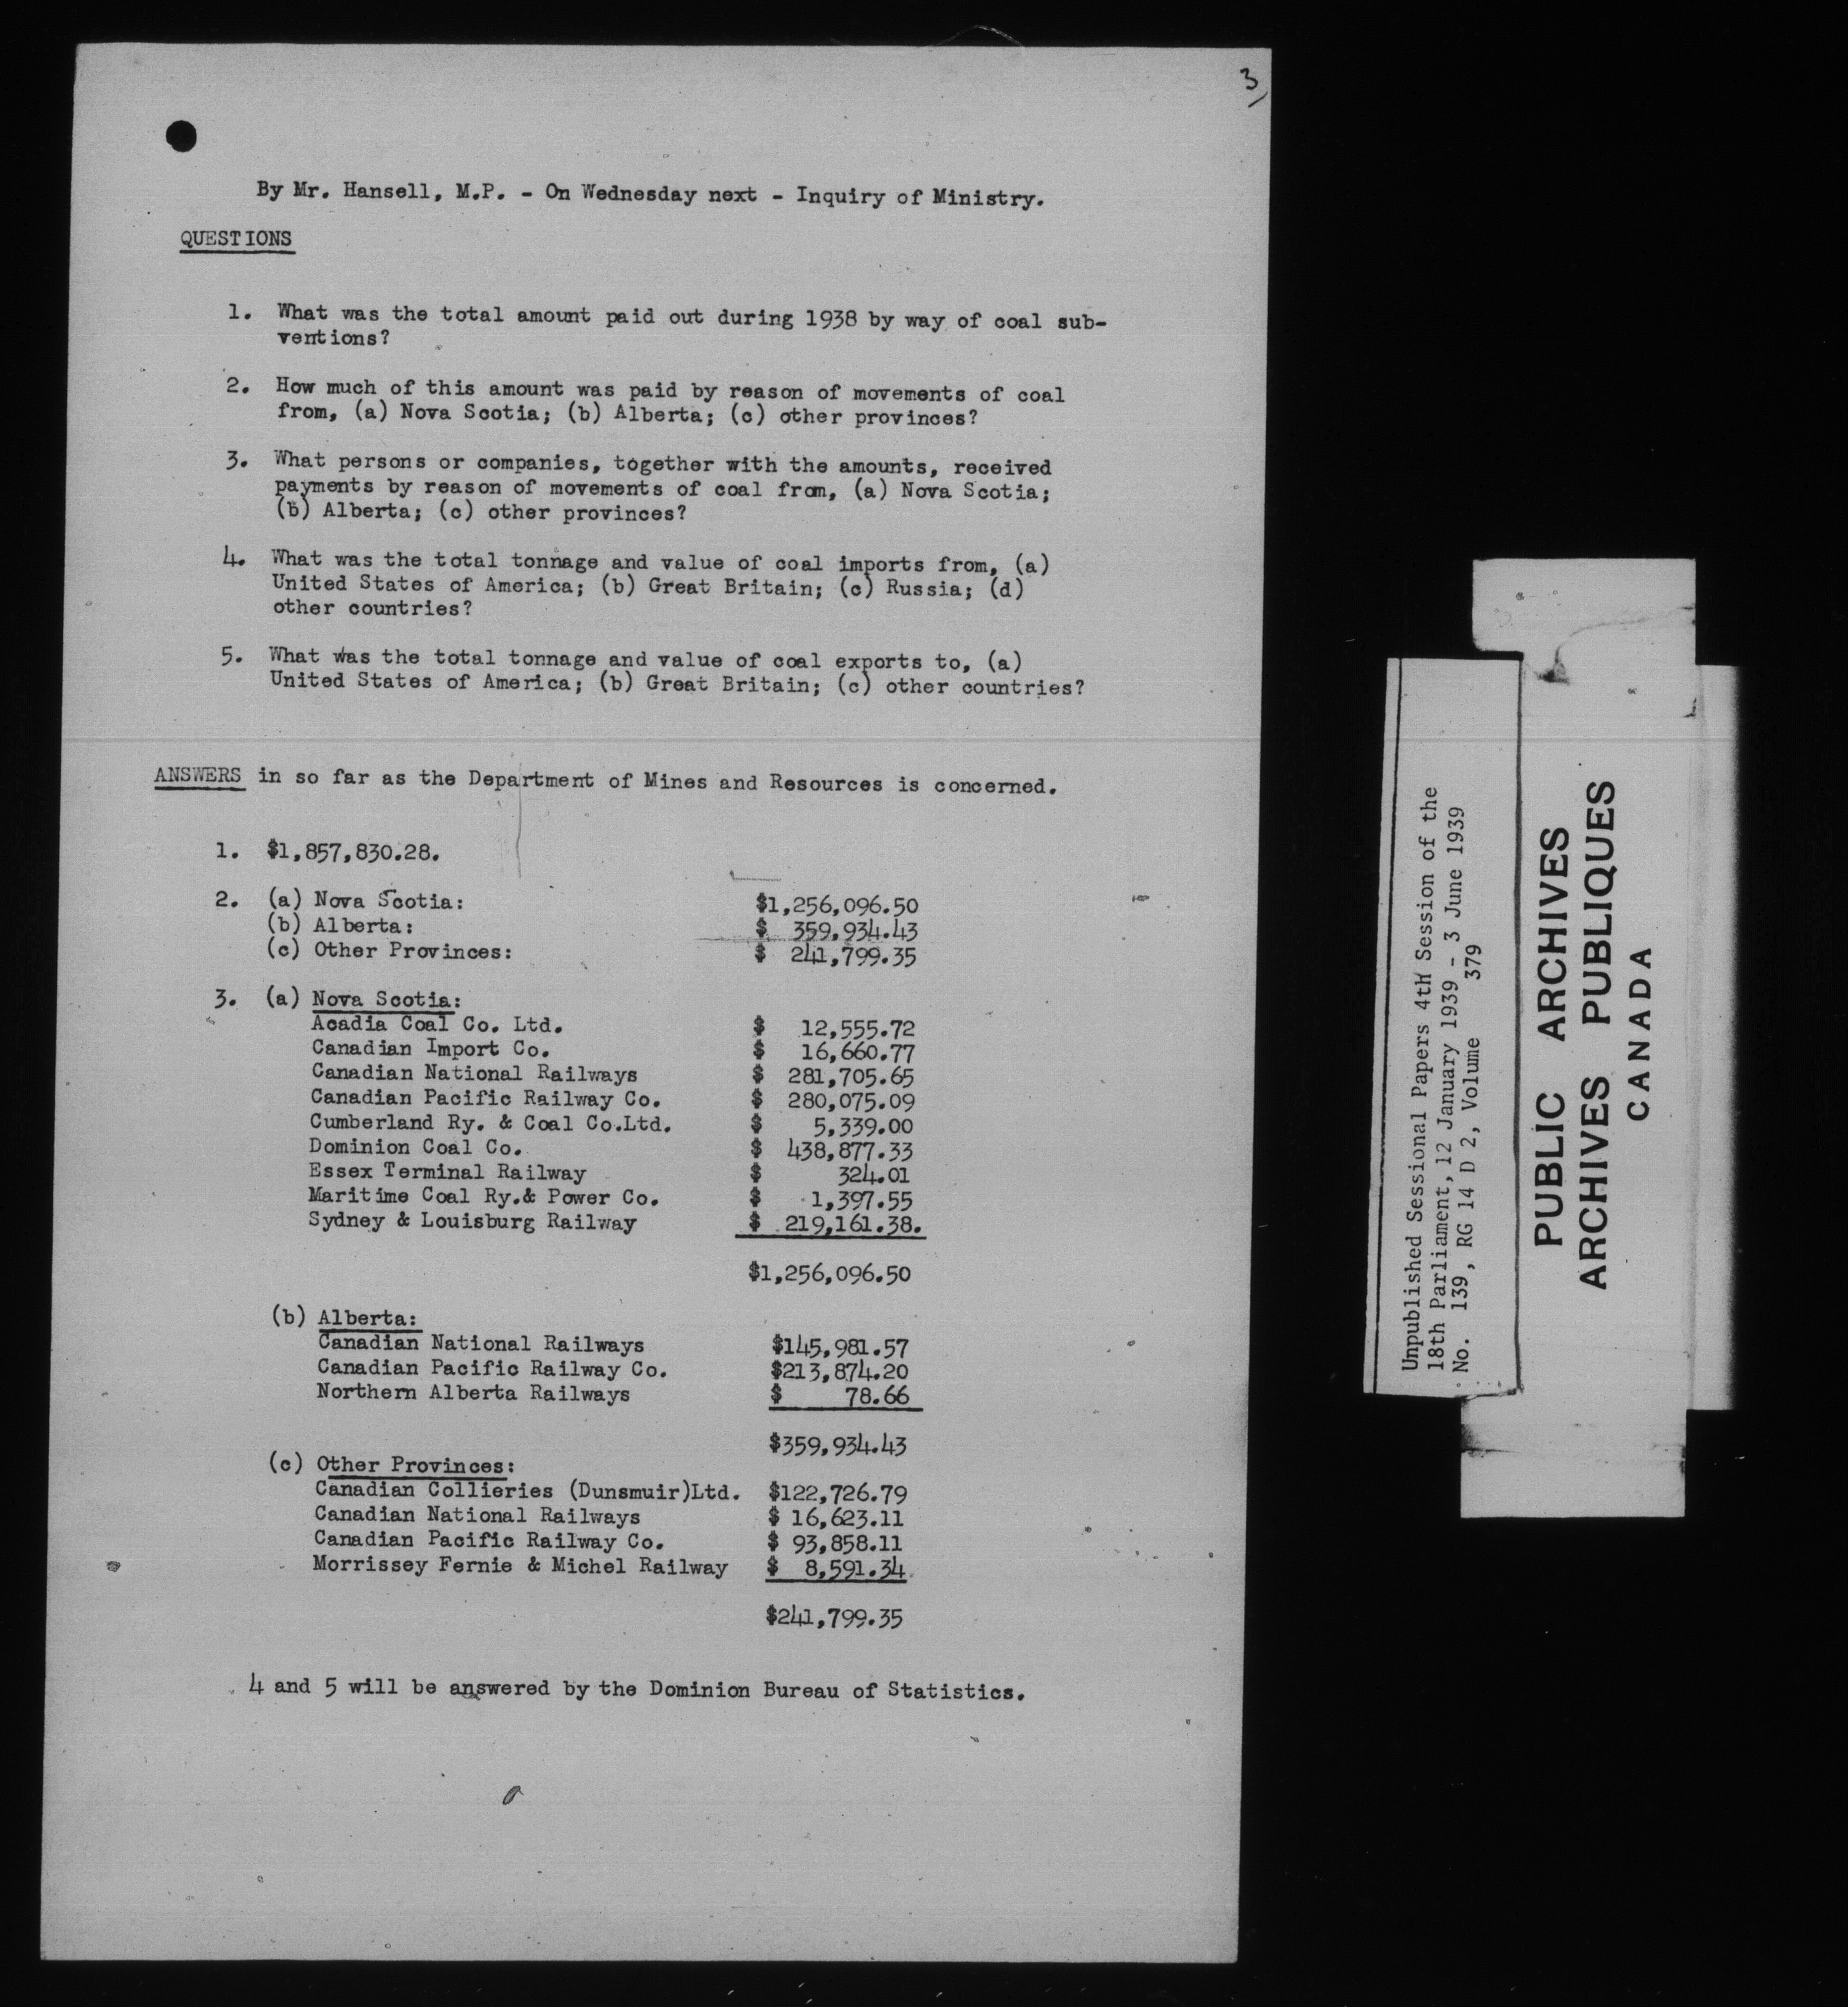 3
By Mr. Hansell, M.P. - On Wednesday next - Inquiry of Ministry.
QUESTIONS
1. What was the total amount paid out during 1938 by way of coal sub-
ventions?
2. How much of this amount was paid by reason of movements of coal
from, (a) Nova Scotia; (b) Alberta; (c) other provinces?
3. What persons or companies, together with the amounts, received
payments by reason of movements of coal from, (a) Nova Scotia;
(b) Alberta; (c) other provinces?
4. What was the total tonnage and value of coal imports from, (a)
United States of America; (b) Great Britain; (c) Russia; (d)
other countries?
5. What was the total tonnage and value of coal exports to, (a)
United States of America; (b) Great Britain; (c) other countries?
ANSWERS in so far as the Department of Mines and Resources is concerned.
1. $1,857,830.28.
2. (a) Nova Scotia: $1,256,096.50
(b) Alberta: $ 359,934.43
(c) Other Provinces: $ 241,799.35
3. (a) Nova Scotia:
Acadia Coal Co. Ltd. $ 12,555.72
Canadian Import Co. $ 16,660.77
Canadian National Railways $ 281,705.65
Canadian Pacific Railway Co. $ 280,075.09
Cumberland Ry. & Coal Co.Ltd. $ 5,339.00
Dominion Coal Co. $ 438,877.33
Essex Terminal Railway $ 324.01
Maritime Coal Ry.& Power Co. $ 1,397.55
Sydney & Louisburg Railway $ 219,161.38.
$1,256,096.50
(b) Alberta:
Canadian National Railways $145,981.57
Canadian Pacific Railway Co. $213,874.20
Northern Alberta Railways $ 78.66
$359,934.43
(c) Other Provinces:
Canadian Collieries (Dunsmuir)Ltd. $122,726.79
Canadian National Railways $ 16,623.11
Canadian Pacific Railway Co. $ 93,858.11
Morrissey Fernie & Michel Railway $ 8,591.34
$241,799.35
4 and 5 will be answered by the Dominion Bureau of Statistics.
Unpublished Sessional Papers 4th Session of the
18th Parliament, 12 January 1939 - 3 June 1939
No. 139, RG 14 D 2, Volume 379
PUBLIC ARCHIVES
ARCHIVES PUBLIQUES
CANADA